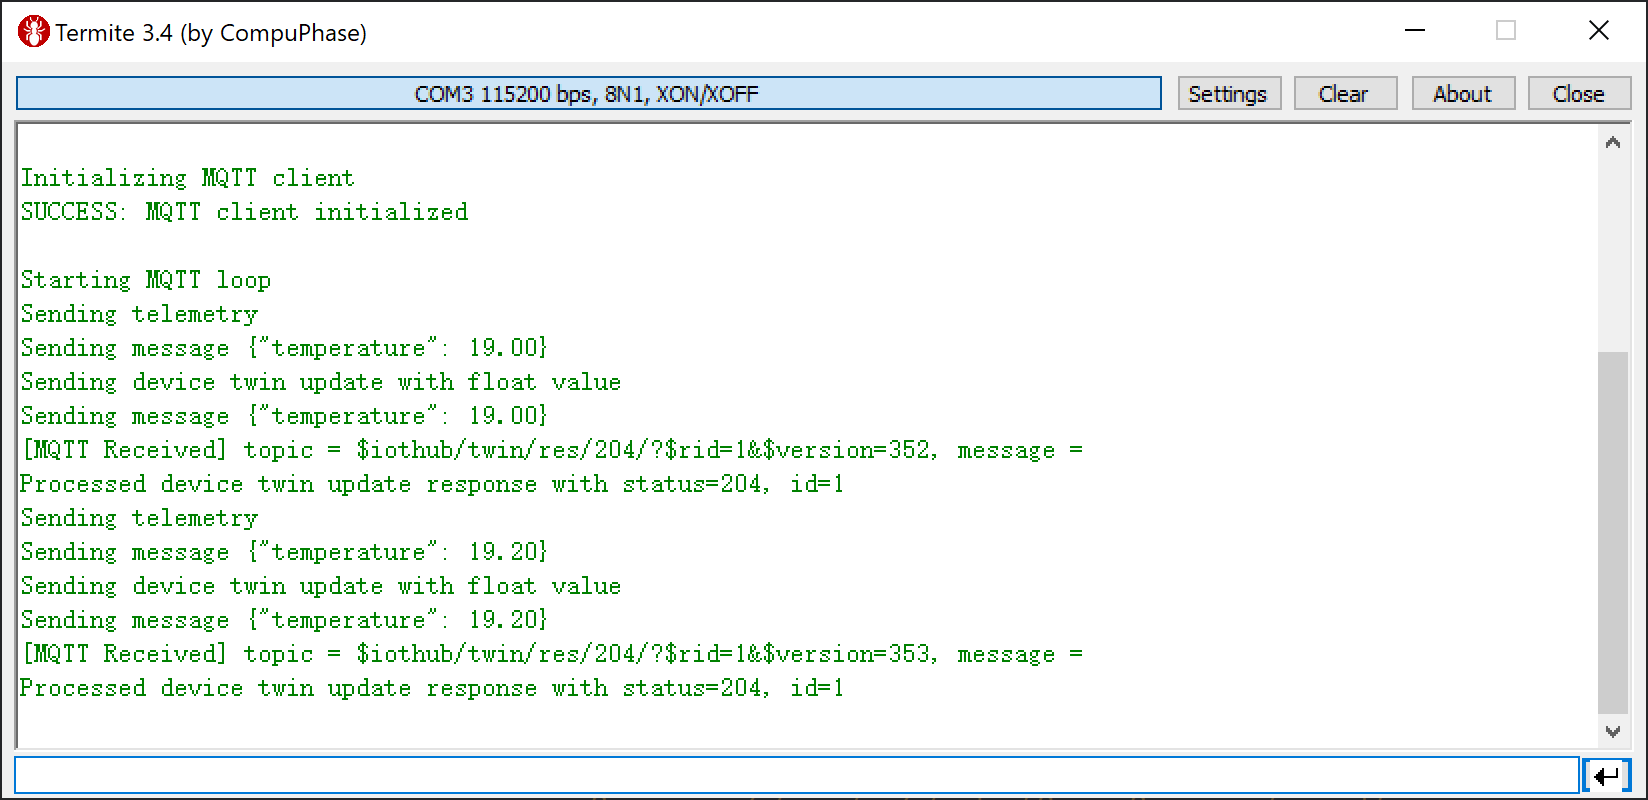 Termite 3.4 (by CompuPhase)
COM3 115200 bps, 8N1, XON/XOFF
Settings
Clear
About
Close
Initializing MQTT client
SUCCESS: MQTT client initialized
Starting MQTT loop
Sending telemetry
Sending message {"temperature": 19.00}
Sending device twin update with float value
Sending message {"temperature": 19.00}
[MQTT Received] topic = $iothub/twin/res/204/?$rid=1&$version=352, message =
Processed device twin update response with status=204, id=1
Sending telemetry
Sending message {"temperature": 19.20}
Sending device twin update with float value
Sending message {"temperature": 19.20}
[MQTT Received] topic = $iothub/twin/res/204/?$rid=1&$version=353, message =
Processed device twin update response with status=204, id=1